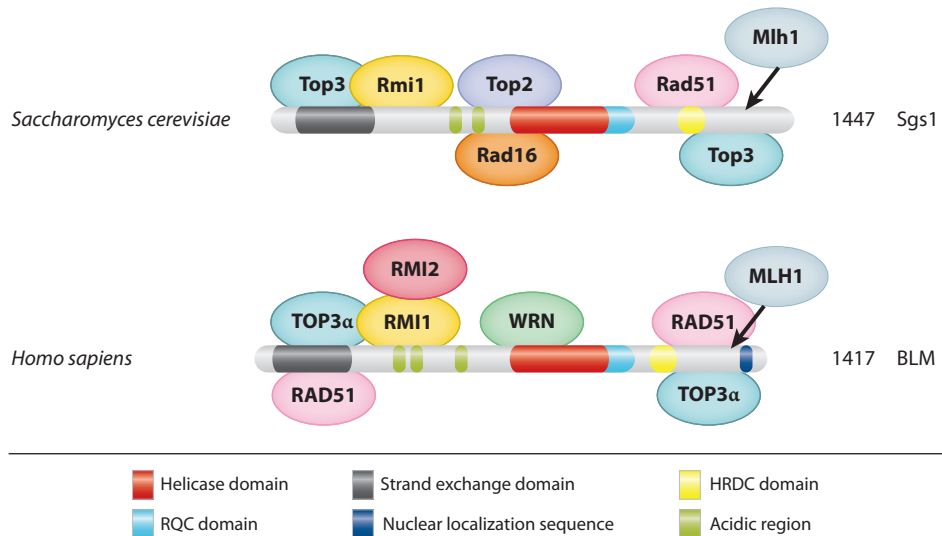 Mlh1
Top3 Rmi1 Top2 Rad51
Saccharomyces cerevisiae 1447 Sgs1
Rad16 Top3
RMI2
MLH1
TOP3α RMI1 WRN RAD51
Homo sapiens 1417 BLM
RAD51 TOP3α
Helicase domain Strand exchange domain HRDC domain
RQC domain Nuclear localization sequence Acidic region